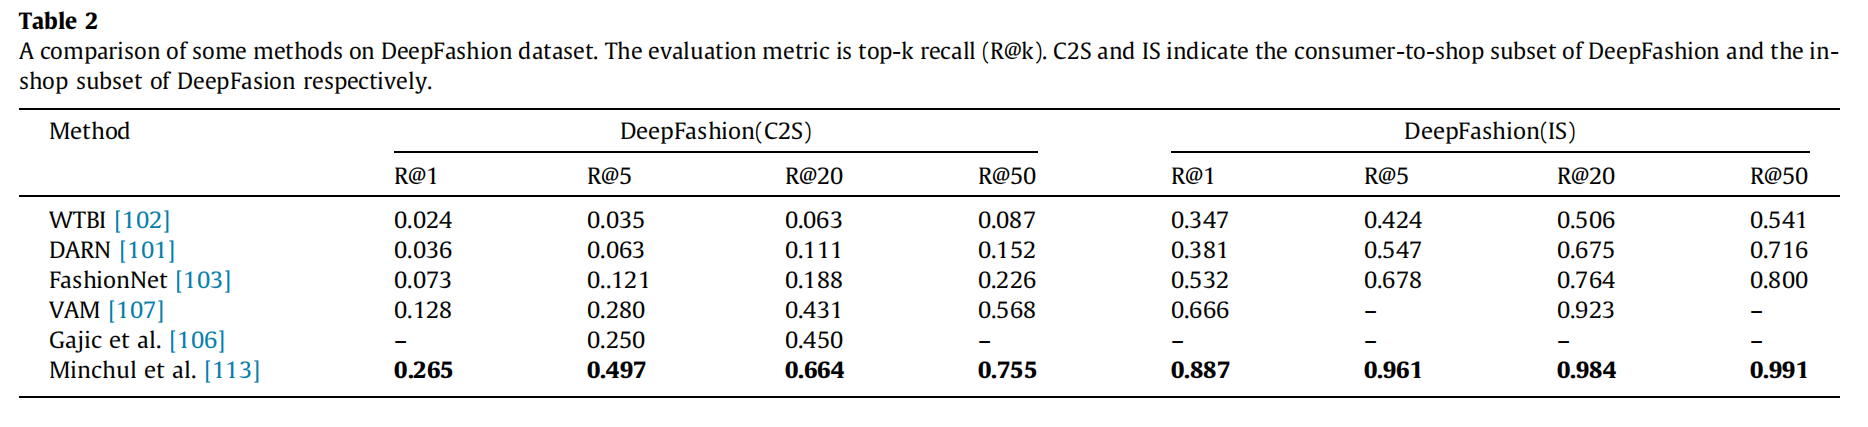 Table 2
A comparison of some methods on DeepFashion dataset. The evaluation metric is top-k recall (R@k). C2S and IS indicate the consumer-to-shop subset of DeepFashion and the in-
shop subset of DeepFasion respectively.
Method DeepFashion(C2S) DeepFashion(IS)
R@1 R@5 R@20 R@50 R@1 R@5 R@20 R@50
WTBI [102] 0.024 0.035 0.063 0.087 0.347 0.424 0.506 0.541
DARN [101] 0.036 0.063 0.111 0.152 0.381 0.547 0.675 0.716
FashionNet [103] 0.073 0..121 0.188 0.226 0.532 0.678 0.764 0.800
VAM [107] 0.128 0.280 0.431 0.568 0.666 – 0.923 –
Gajic et al. [106] – 0.250 0.450 – – – – –
Minchul et al. [113] 0.265 0.497 0.664 0.755 0.887 0.961 0.984 0.991